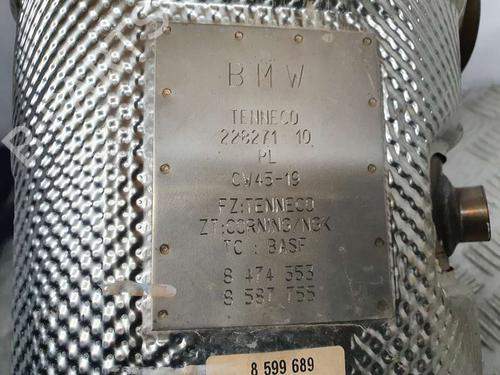 BMW
TENNECO
228271 10
PL
CW45-19
FZ:TENNECO
ZT:CORNING/NGK
TC : BASF
8 474 353
8 587 755
8 599 689